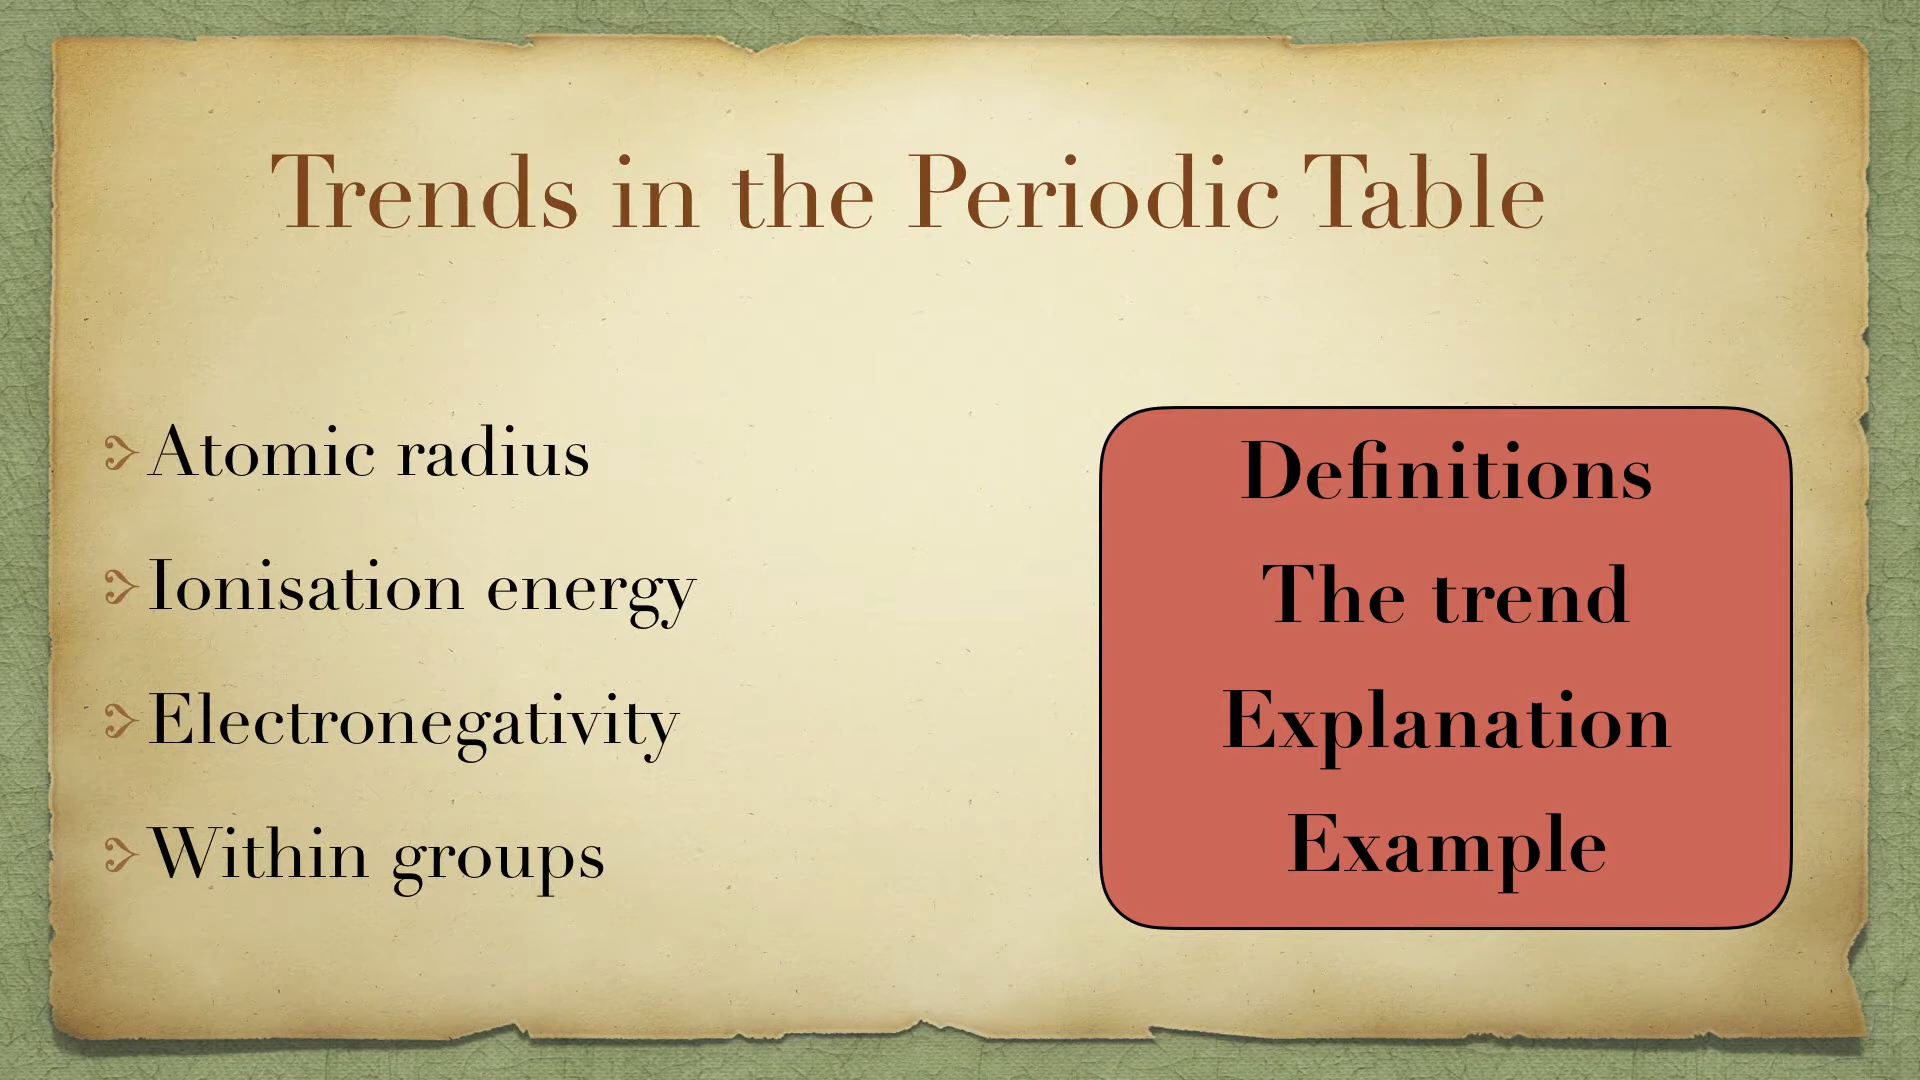 Trends in the Periodic Table
Atomic radius
Ionisation energy
Electronegativity
Within groups
Definitions
The trend
Explanation
Example